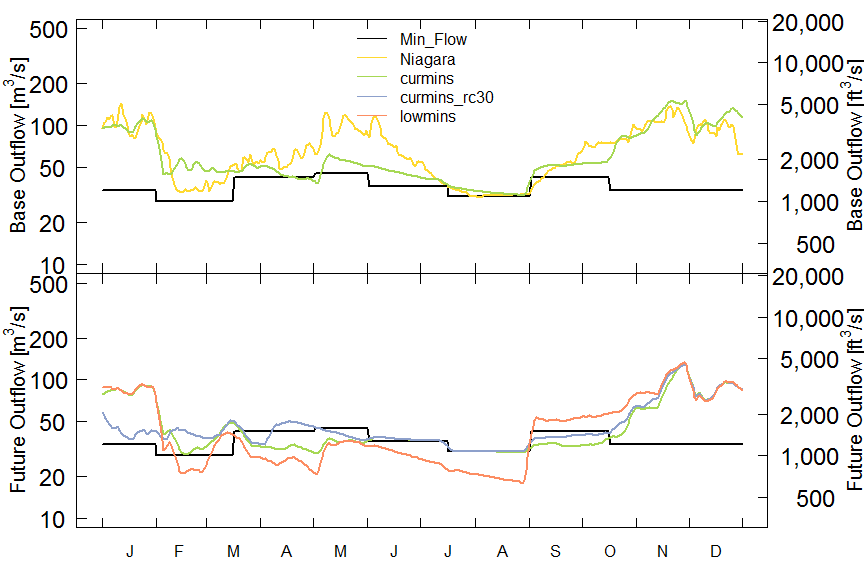 Base Outflow [m³/s]
500
200
100
50
20
10
Min_Flow
Niagara
curmins
curmins_rc30
lowmins
20,000
10,000
5,000
2,000
1,000
500
Base Outflow [ft³/s]
Future Outflow [m³/s]
500
200
100
50
20
10
20,000
10,000
5,000
2,000
1,000
500
Future Outflow [ft³/s]
J F M A M J J A S O N D